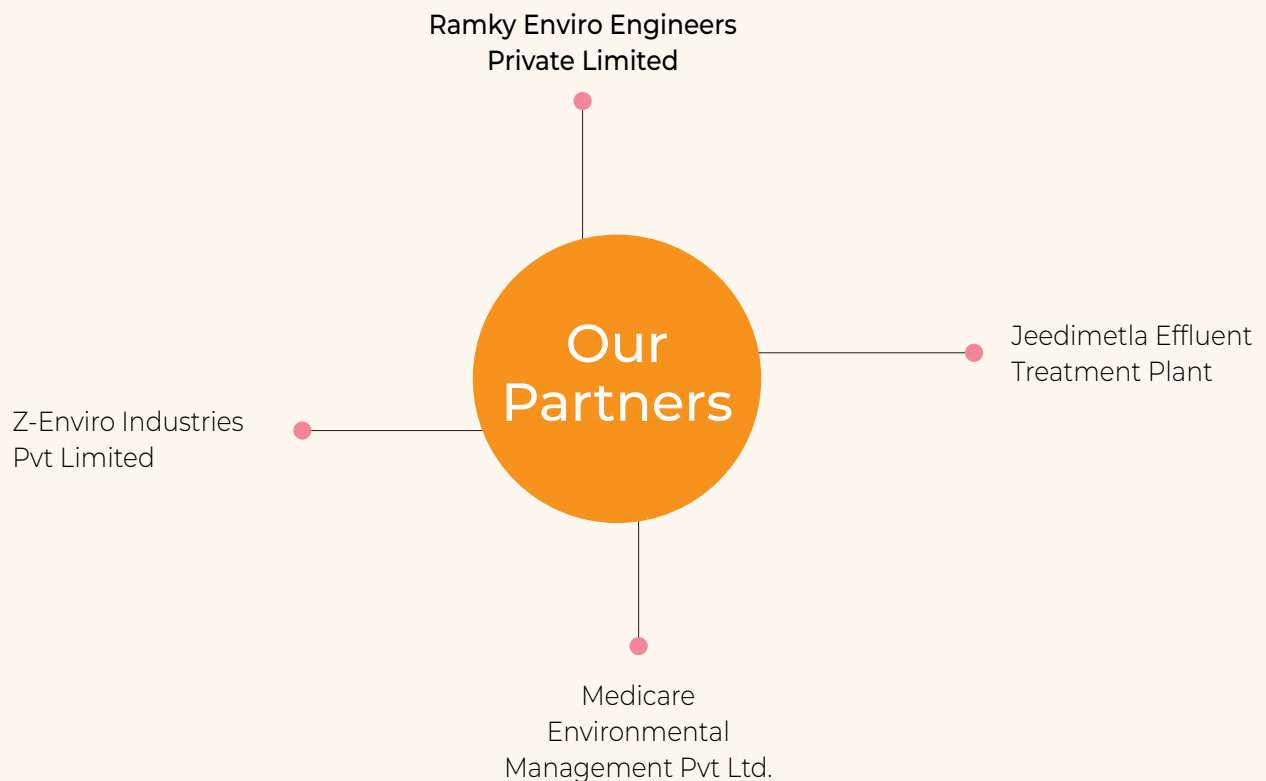 Ramky Enviro Engineers
Private Limited
Our
Partners
Jeedimetla Effluent
Treatment Plant
Z-Enviro Industries
Pvt Limited
Medicare
Environmental
Management Pvt Ltd.